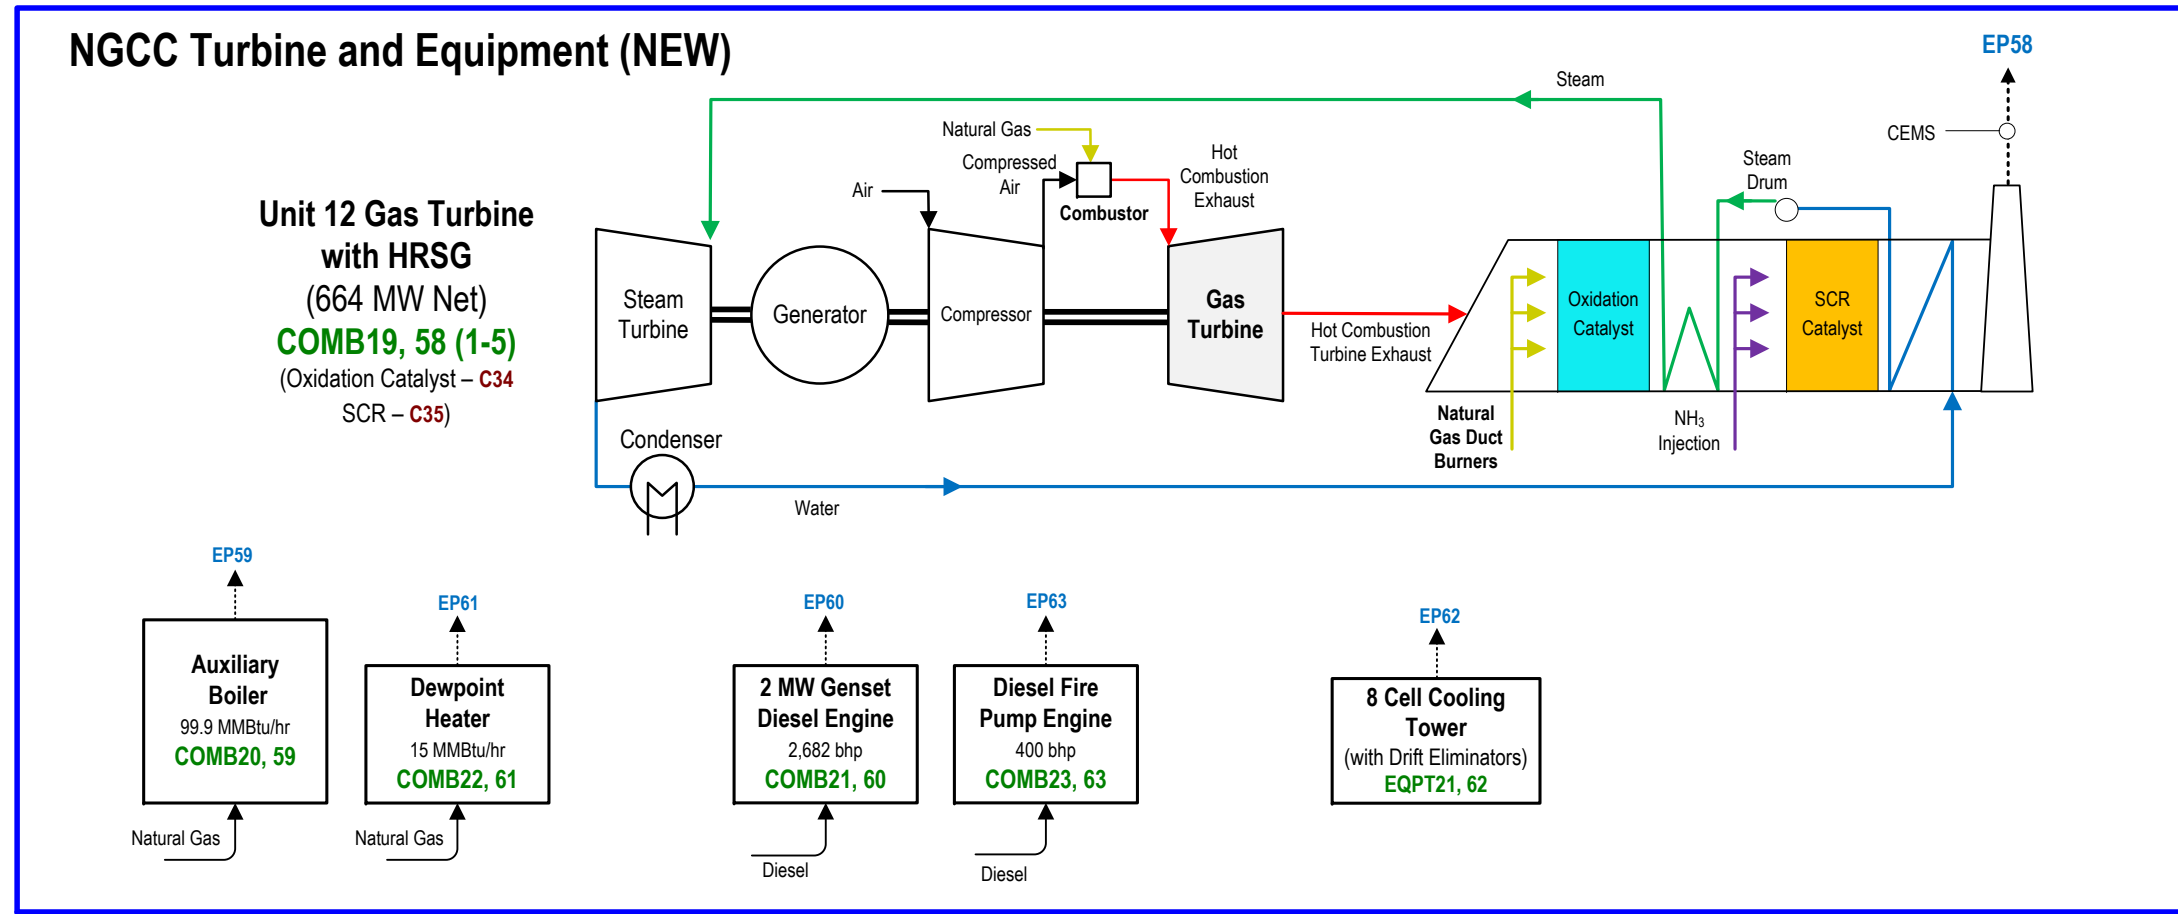 NGCC Turbine and Equipment (NEW)
EP58
Steam
CEMS
Natural Gas
Compressed
Air
Hot
Combustion
Exhaust
Steam
Drum
Air
Combustor
Unit 12 Gas Turbine
with HRSG
(664 MW Net)
COMB19, 58 (1-5)
(Oxidation Catalyst – C34
SCR – C35)
Steam
Turbine
Generator
Compressor
Gas
Turbine
Hot Combustion
Turbine Exhaust
Oxidation
Catalyst
SCR
Catalyst
Natural
Gas Duct
Burners
NH₃
Injection
Condenser
Water
EP59
Auxiliary
Boiler
99.9 MMBtu/hr
COMB20, 59
Natural Gas
EP61
Dewpoint
Heater
15 MMBtu/hr
COMB22, 61
Natural Gas
EP60
2 MW Genset
Diesel Engine
2,682 bhp
COMB21, 60
Diesel
EP63
Diesel Fire
Pump Engine
400 bhp
COMB23, 63
Diesel
EP62
8 Cell Cooling
Tower
(with Drift Eliminators)
EQPT21, 62